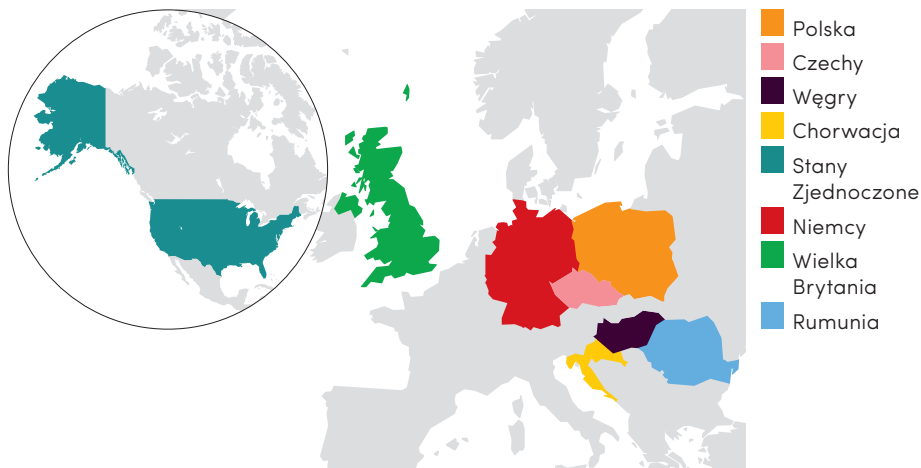 Polska
Czechy
Węgry
Chorwacja
Stany
Zjednoczone
Niemcy
Wielka
Brytania
Rumunia